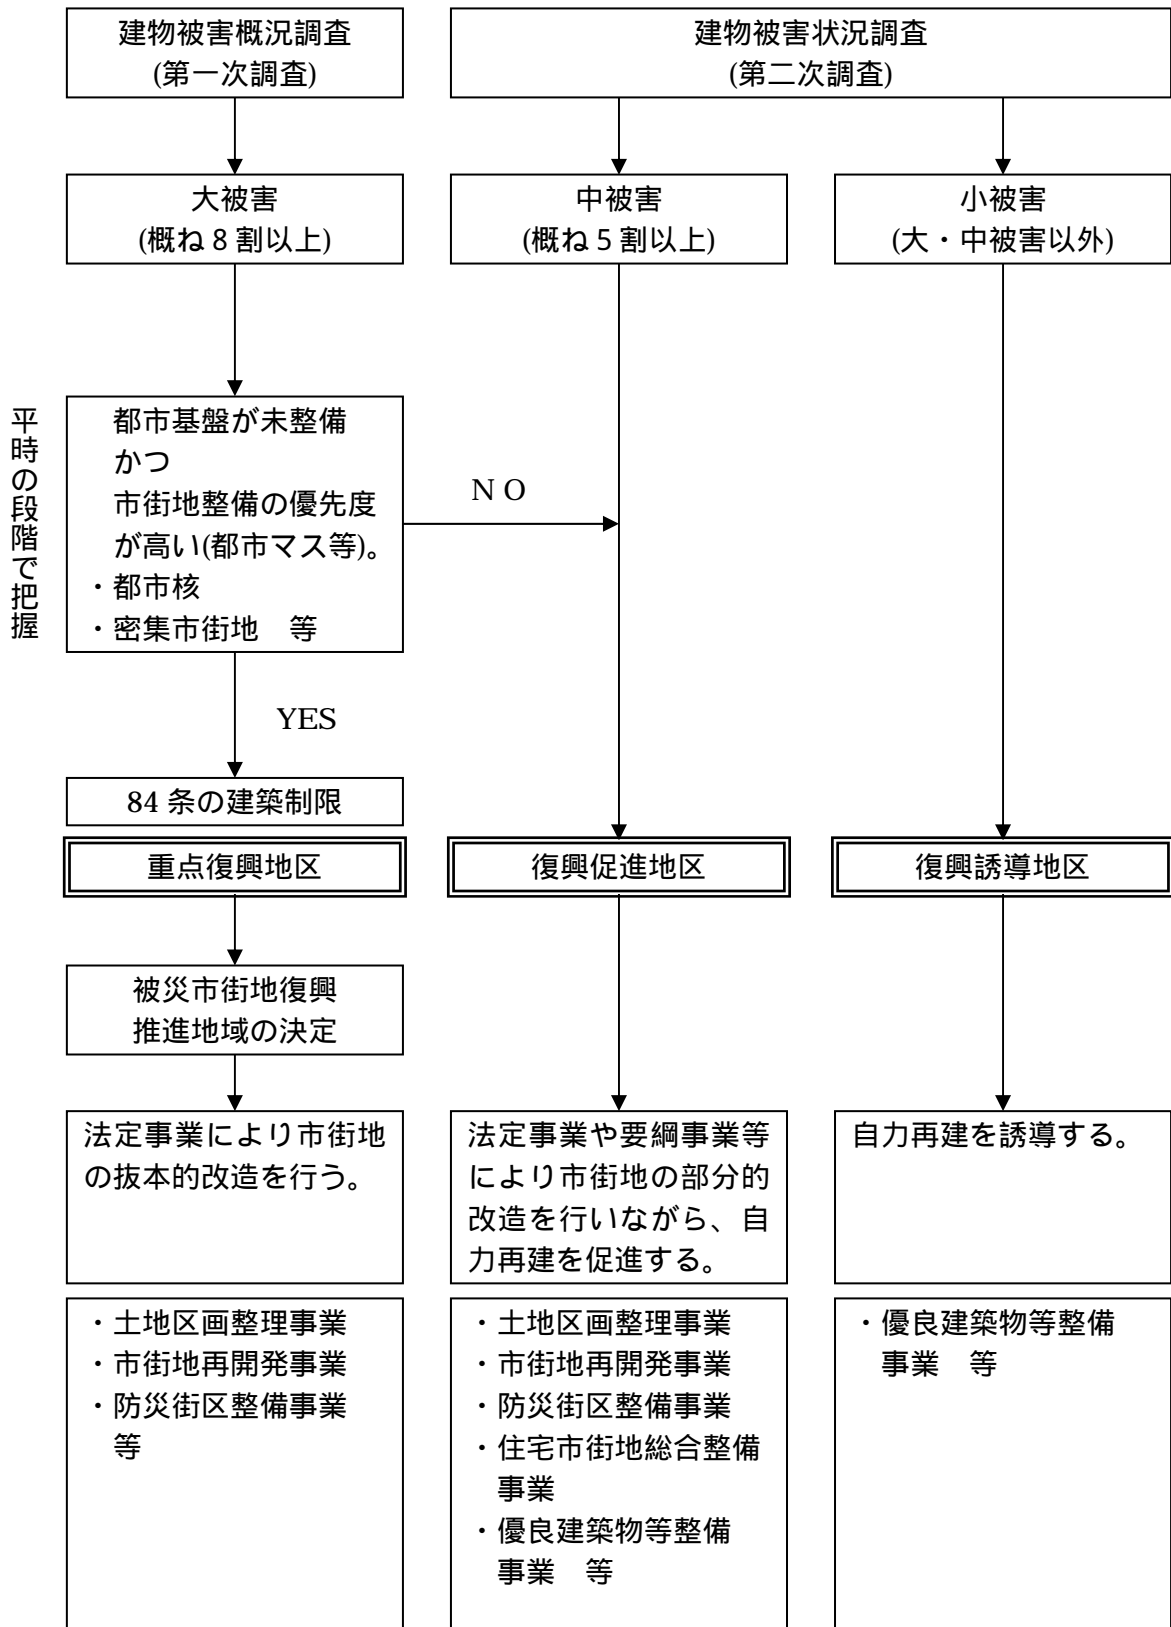 建物被害概況調査
(第一次調査)
建物被害状況調査
(第二次調査)
大被害
(概ね 8 割以上)
中被害
(概ね 5 割以上)
小被害
(大・中被害以外)
平時の段階で把握
都市基盤が未整備
かつ
市街地整備の優先度
が高い(都市マス等)。
・都市核
・密集市街地　等
N O
YES
84 条の建築制限
重点復興地区
復興促進地区
復興誘導地区
被災市街地復興
推進地域の決定
法定事業により市街地
の抜本的改造を行う。
法定事業や要綱事業等
により市街地の部分的
改造を行いながら、自
力再建を促進する。
自力再建を誘導する。
・土地区画整理事業
・市街地再開発事業
・防災街区整備事業
等
・土地区画整理事業
・市街地再開発事業
・防災街区整備事業
・住宅市街地総合整備
事業
・優良建築物等整備
事業　等
・優良建築物等整備
事業　等